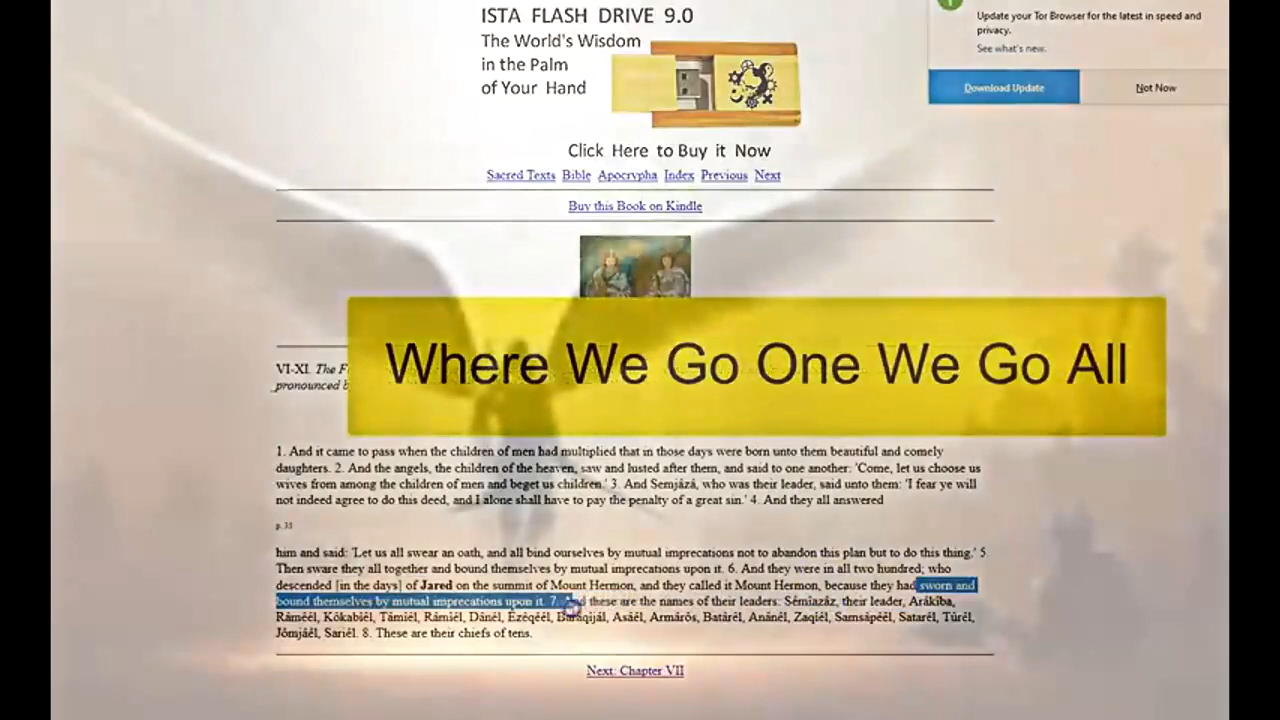 ISTA FLASH DRIVE 9.0
The World's Wisdom
in the Palm
of Your Hand
Click Here to Buy it Now
Update your Tor Browser for the latest in speed and
privacy.
See what's new.
Download Update Not Now
Sacred Texts Bible Apocrypha Index Previous Next
Buy this Book on Kindle
VI-XI. The F
pronounced b
Where We Go One We Go All
1. And it came to pass when the children of men had multiplied that in those days were born unto them beautiful and comely
daughters. 2. And the angels, the children of the heaven, saw and lusted after them, and said to one another: 'Come, let us choose us
wives from among the children of men and beget us children.' 3. And Semjâzâ, who was their leader, said unto them: 'I fear ye will
not indeed agree to do this deed, and I alone shall have to pay the penalty of a great sin.' 4. And they all answered
p. 35
him and said: 'Let us all swear an oath, and all bind ourselves by mutual imprecations not to abandon this plan but to do this thing.' 5.
Then sware they all together and bound themselves by mutual imprecations upon it. 6. And they were in all two hundred; who
descended [in the days] of Jared on the summit of Mount Hermon, and they called it Mount Hermon, because they had sworn and
bound themselves by mutual imprecations upon it. 7. And these are the names of their leaders: Sêmîazâz, their leader, Arâkîba,
Râmêêl, Kôkabîêl, Tâmîêl, Râmîêl, Dânêl, Êzêqêêl, Barâqîjâl, Asâêl, Armârôs, Batârêl, Anânêl, Zaqîêl, Samsâpêêl, Satarêl, Tûrêl,
Jômjâêl, Sariêl. 8. These are their chiefs of tens.
Next: Chapter VII